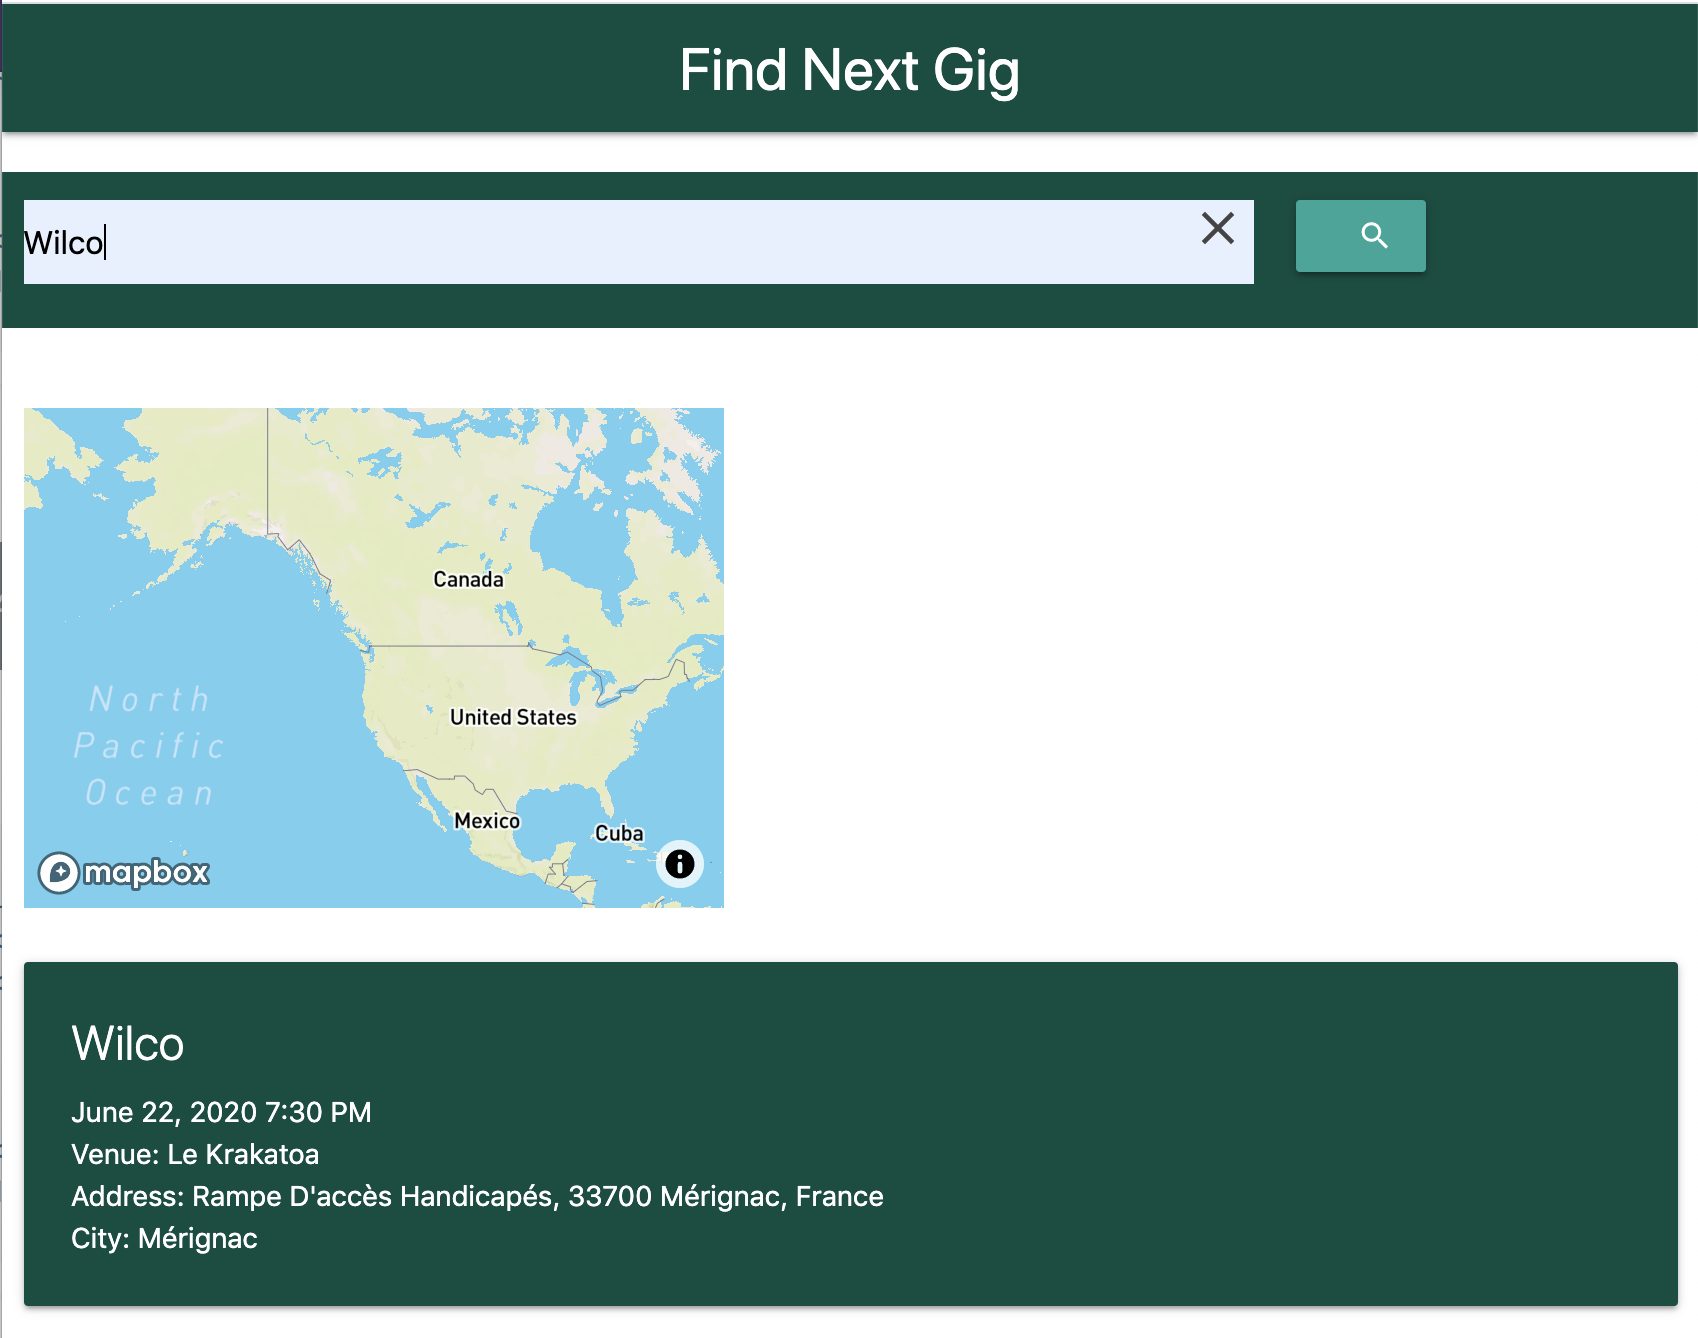 Find Next Gig
Wilco
Canada
United States
North
Pacific
Ocean
Mexico
Cuba
mapbox
Wilco
June 22, 2020 7:30 PM
Venue: Le Krakatoa
Address: Rampe D'accès Handicapés, 33700 Mérignac, France
City: Mérignac